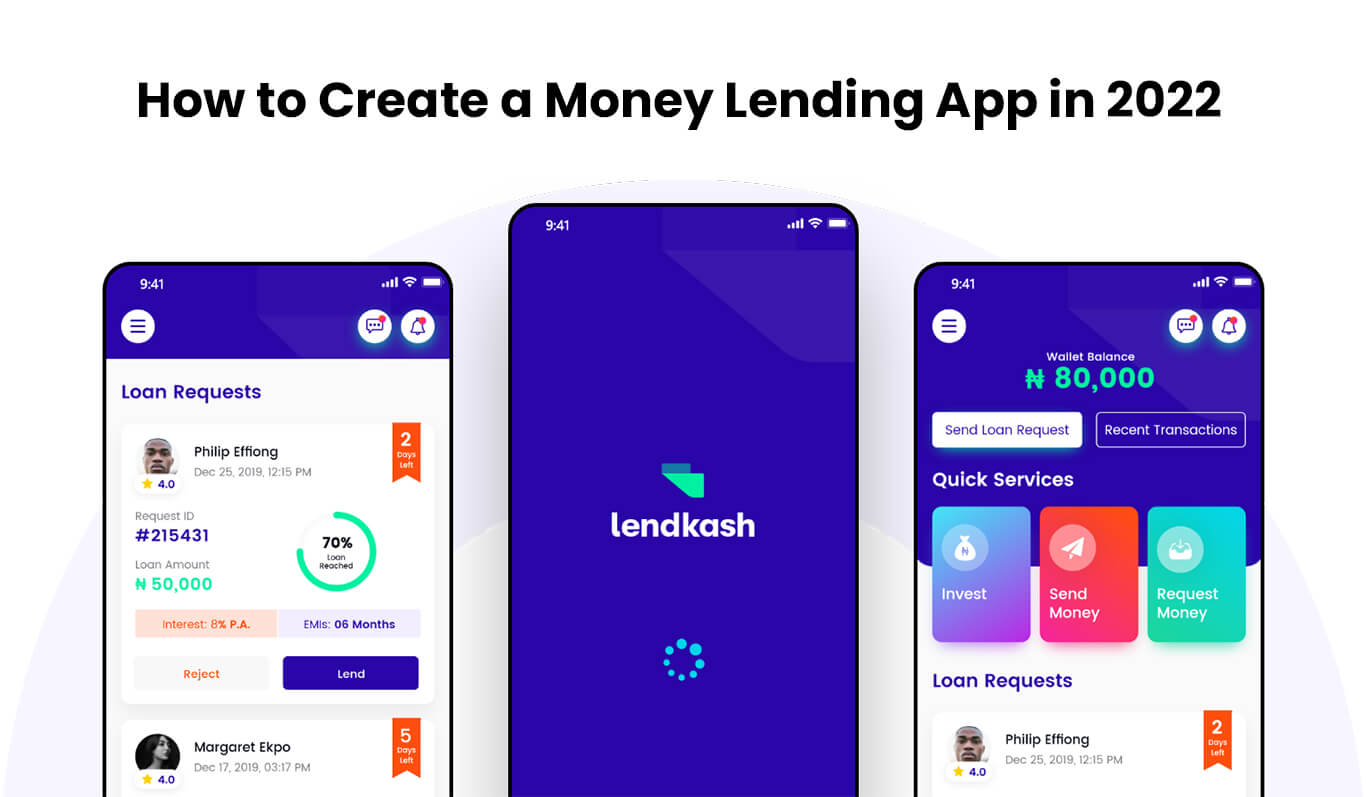 How to Create a Money Lending App in 2022
9:41
Loan Requests
Philip Effiong
Dec 25, 2019, 12:15 PM
4.0
2
Days
Left
Request ID
#215431
Loan Amount
₦ 50,000
70%
Loan
Reached
Interest: 8% P.A.
EMIs: 06 Months
Reject
Lend
Margaret Ekpo
Dec 17, 2019, 03:17 PM
4.0
5
Days
Left
9:41
lendkash
9:41
Wallet Balance
₦ 80,000
Send Loan Request
Recent Transactions
Quick Services
₦
Invest
Send
Money
Request
Money
Loan Requests
Philip Effiong
Dec 25, 2019, 12:15 PM
4.0
2
Days
Left